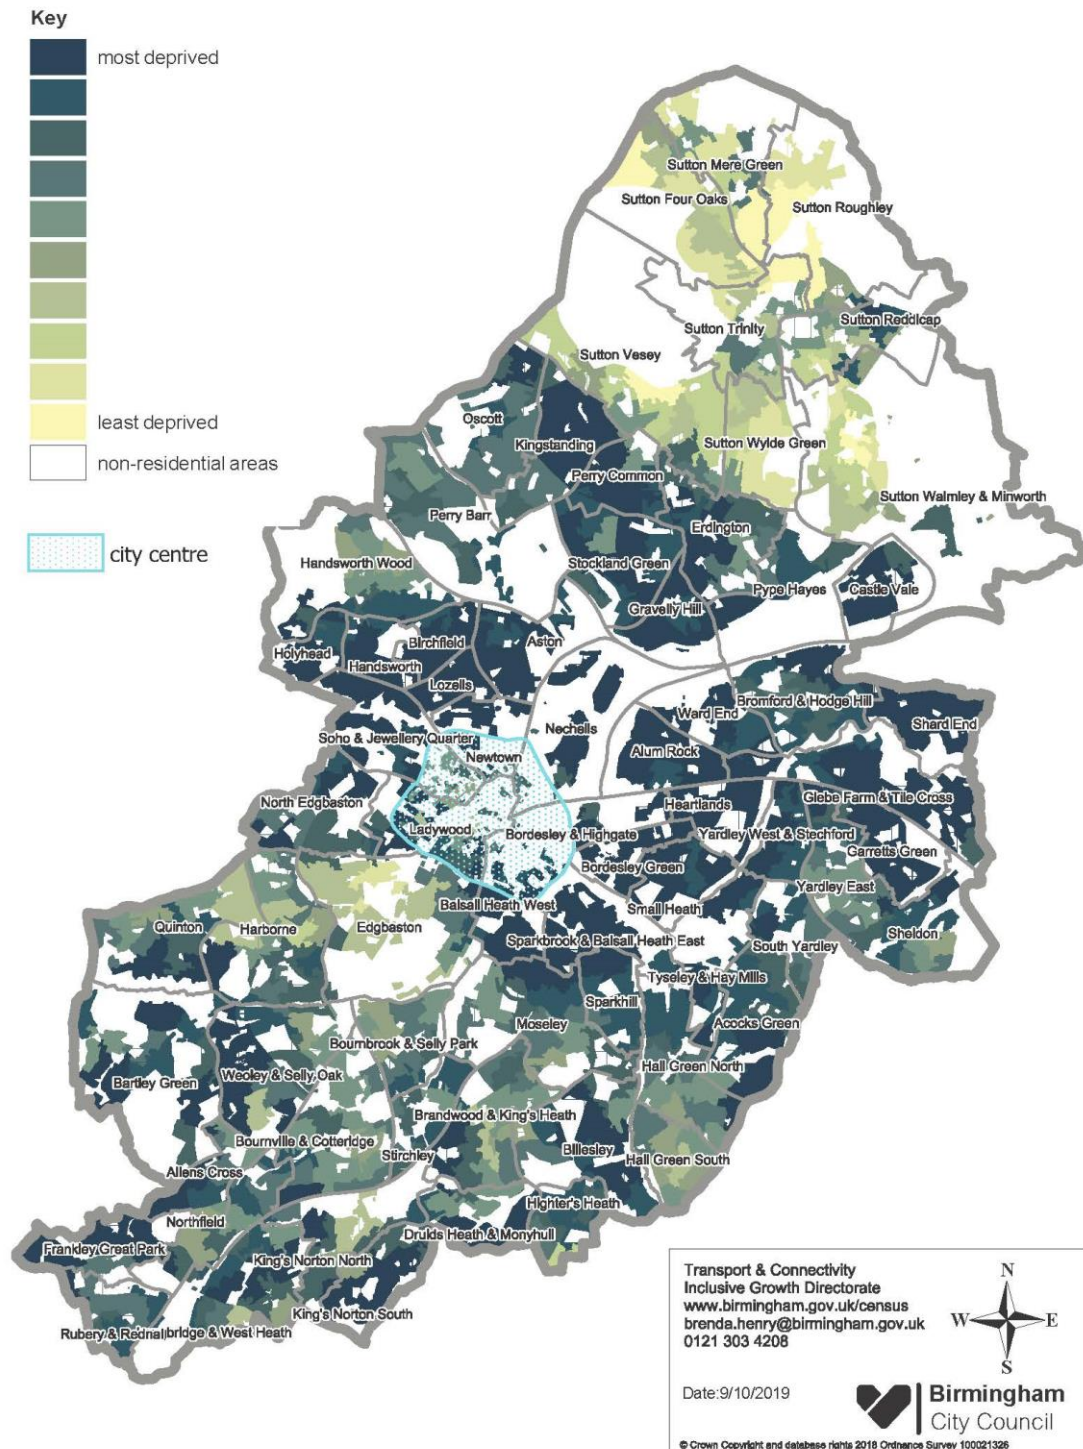 Key
most deprived
least deprived
non-residential areas
city centre
Sutton Mere Green
Sutton Four Oaks
Sutton Roughley
Sutton Trinity
Sutton Reddicap
Sutton Vesey
Oscott
Kingstanding
Sutton Wylde Green
Perry Common
Sutton Walmley & Minworth
Perry Barr
Erdington
Handsworth Wood
Stockland Green
Pype Hayes
Castle Vale
Gravelly Hill
Birchfield
Aston
Holyhead
Handsworth
Lozells
Bromford & Hodge Hill
Ward End
Shard End
Nechells
Soho & Jewellery Quarter
Alum Rock
Newtown
Glebe Farm & Tile Cross
North Edgbaston
Heartlands
Ladywood
Bordesley & Highgate
Yardley West & Stechford
Garretts Green
Bordesley Green
Yardley East
Balsall Heath West
Small Heath
Quinton
Harborne
Edgbaston
Sheldon
Sparkbrook & Balsall Heath East
South Yardley
Tyseley & Hay Mills
Sparkhill
Moseley
Acocks Green
Bournbrook & Selly Park
Hall Green North
Weoley & Selly Oak
Bartley Green
Brandwood & King's Heath
Bournville & Cotteridge
Billesley
Stirchley
Hall Green South
Allens Cross
Highter's Heath
Northfield
Druids Heath & Monyhull
Frankley Great Park
King's Norton North
King's Norton South
Rubery & Rednal
bridge & West Heath
Transport & Connectivity
Inclusive Growth Directorate
www.birmingham.gov.uk/census
brenda.henry@birmingham.gov.uk
0121 303 4208
N
W
E
S
Date:9/10/2019
Birmingham
City Council
© Crown Copyright and database rights 2018 Ordnance Survey 100021326